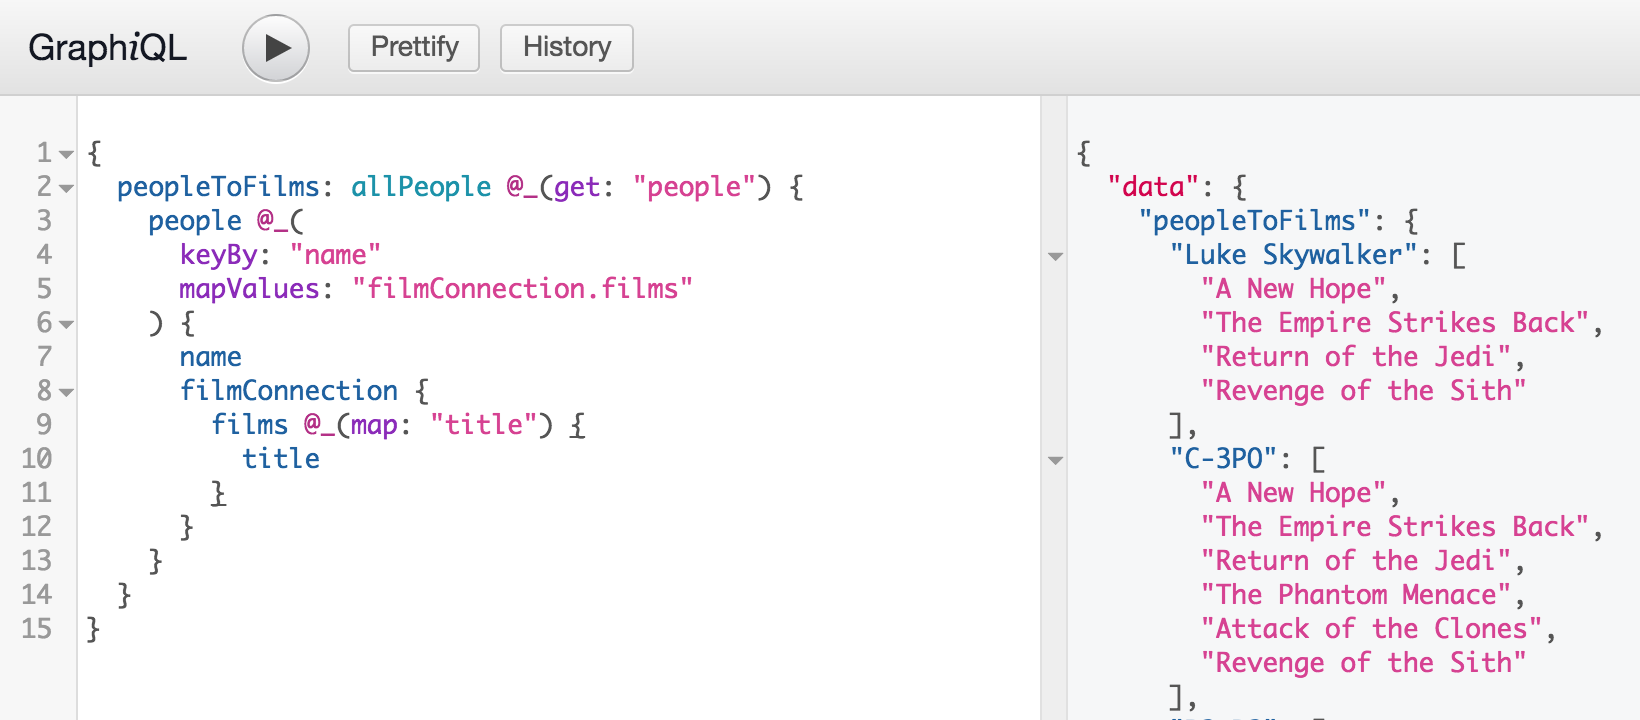 GraphiQL Prettify History
1 {
2 peopleToFilms: allPeople @_(get: "people") {
3 people @_(
4 keyBy: "name"
5 mapValues: "filmConnection.films"
6 ) {
7 name
8 filmConnection {
9 films @_(map: "title") {
10 title
11 }
12 }
13 }
14 }
15 }
{
"data": {
"peopleToFilms": {
"Luke Skywalker": [
"A New Hope",
"The Empire Strikes Back",
"Return of the Jedi",
"Revenge of the Sith"
],
"C-3PO": [
"A New Hope",
"The Empire Strikes Back",
"Return of the Jedi",
"The Phantom Menace",
"Attack of the Clones",
"Revenge of the Sith"
],